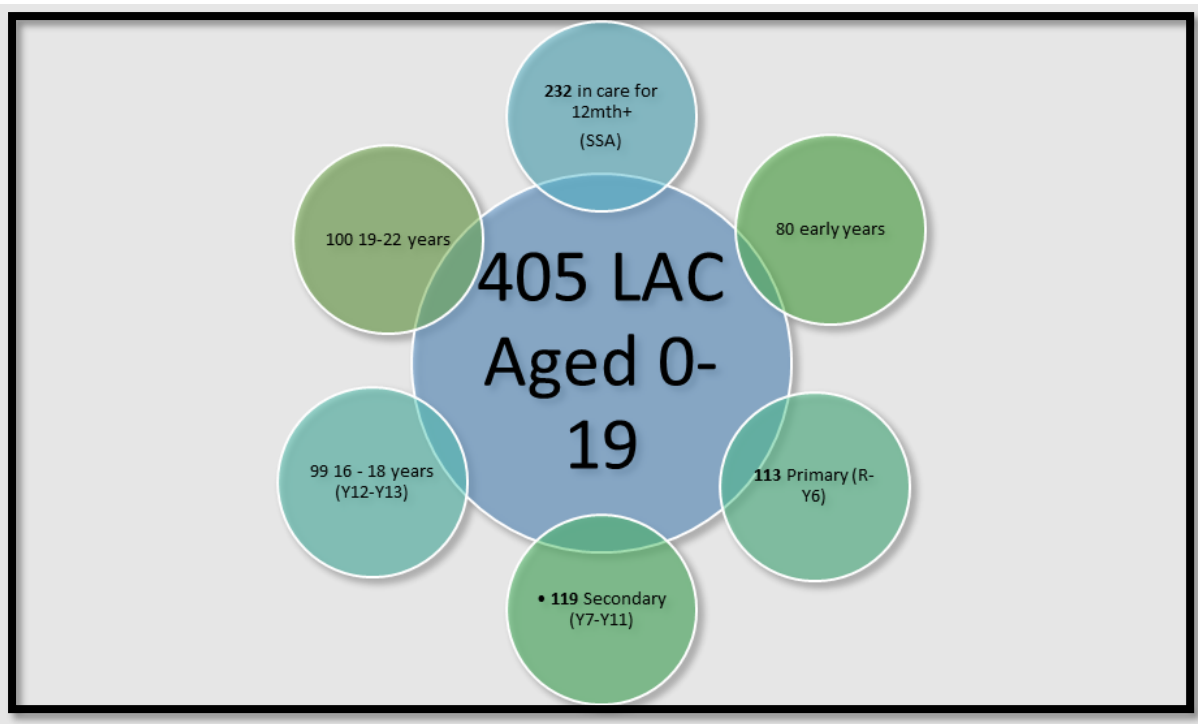 232 in care for
12mth+
(SSA)
80 early years
113 Primary (R-
Y6)
• 119 Secondary
(Y7-Y11)
99 16 - 18 years
(Y12-Y13)
100 19-22 years
405 LAC
Aged 0-
19